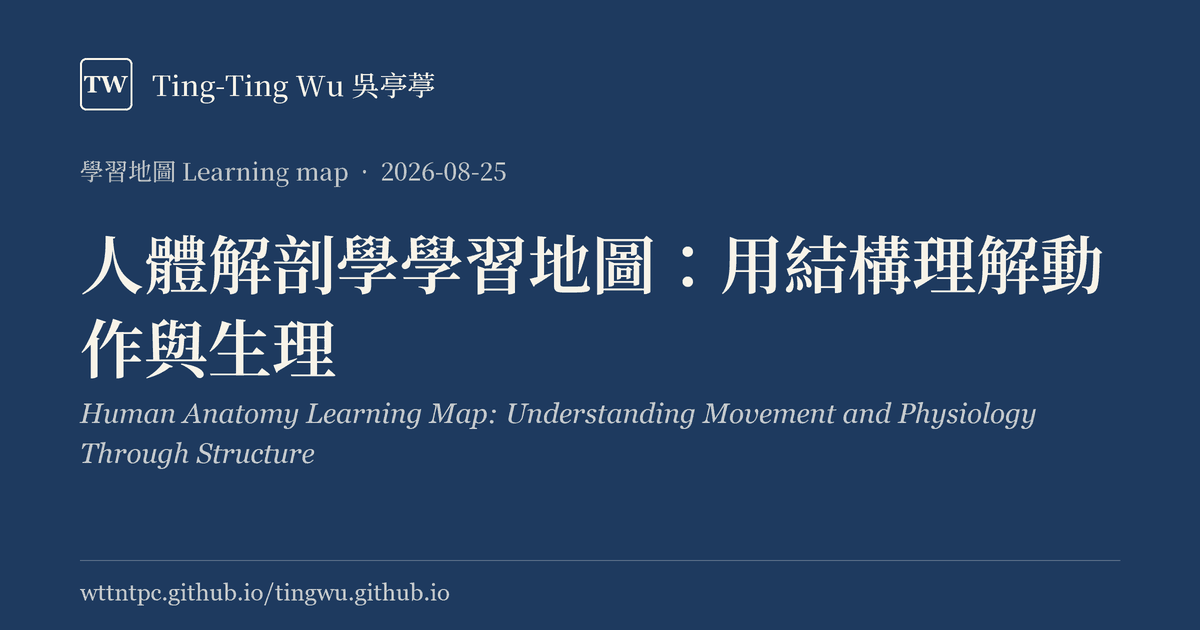 TW
Ting-Ting Wu 吳亭葶
學習地圖 Learning map · 2026-08-25
人體解剖學學習地圖：用結構理解動
作與生理
Human Anatomy Learning Map: Understanding Movement and Physiology
Through Structure
wttntpc.github.io/tingwu.github.io